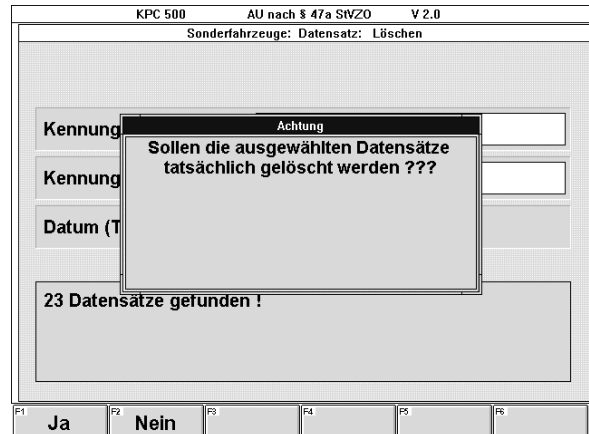 KPC 500 AU nach § 47a StVZO V 2.0
Sonderfahrzeuge: Datensatz: Löschen
Kennung
Achtung
Sollen die ausgewählten Datensätze
tatsächlich gelöscht werden ???
Kennung
Datum (T
23 Datensätze gefunden !
F1 Ja F2 Nein F3 F4 F5 F6